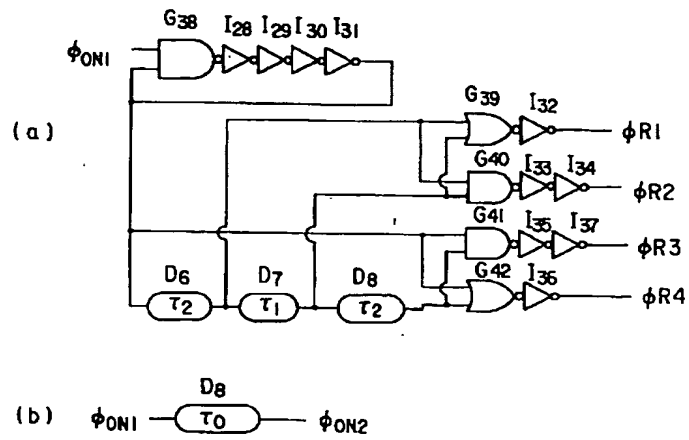 G38 I28 I29 I30 I31
ϕON1
(a)
G39 I32
ϕR1
G40 I33 I34
ϕR2
G41 I35 I37
ϕR3
G42 I36
ϕR4
D6 D7 D8
τ2 τ1 τ2
D8
(b) ϕON1 τ0 ϕON2